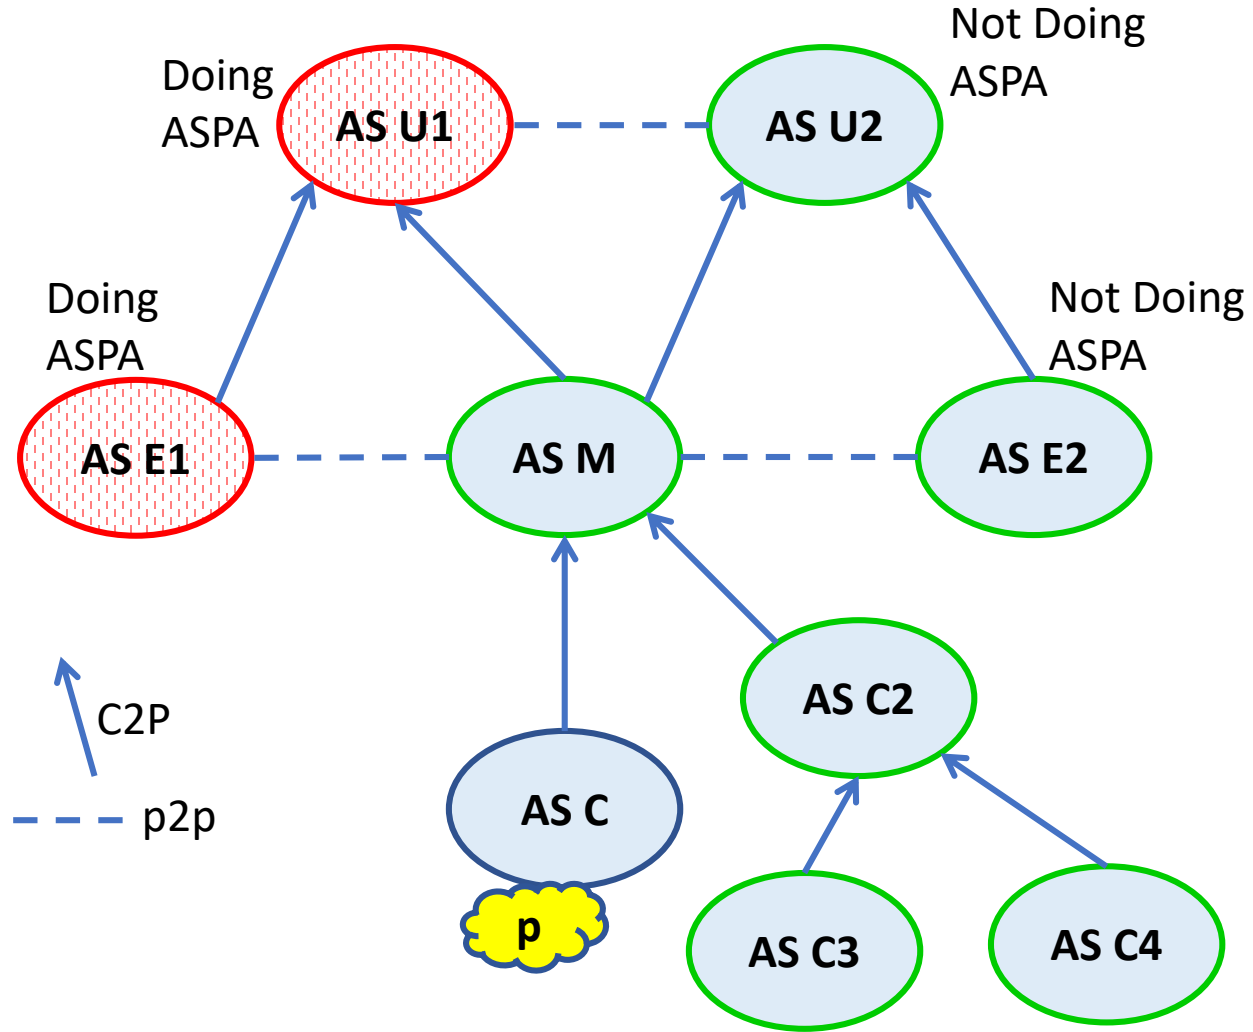 Not Doing
ASPA
Doing
ASPA
AS U1
AS U2
Doing
ASPA
Not Doing
ASPA
AS E1
AS M
AS E2
C2P
AS C2
p2p
AS C
p
AS C3
AS C4